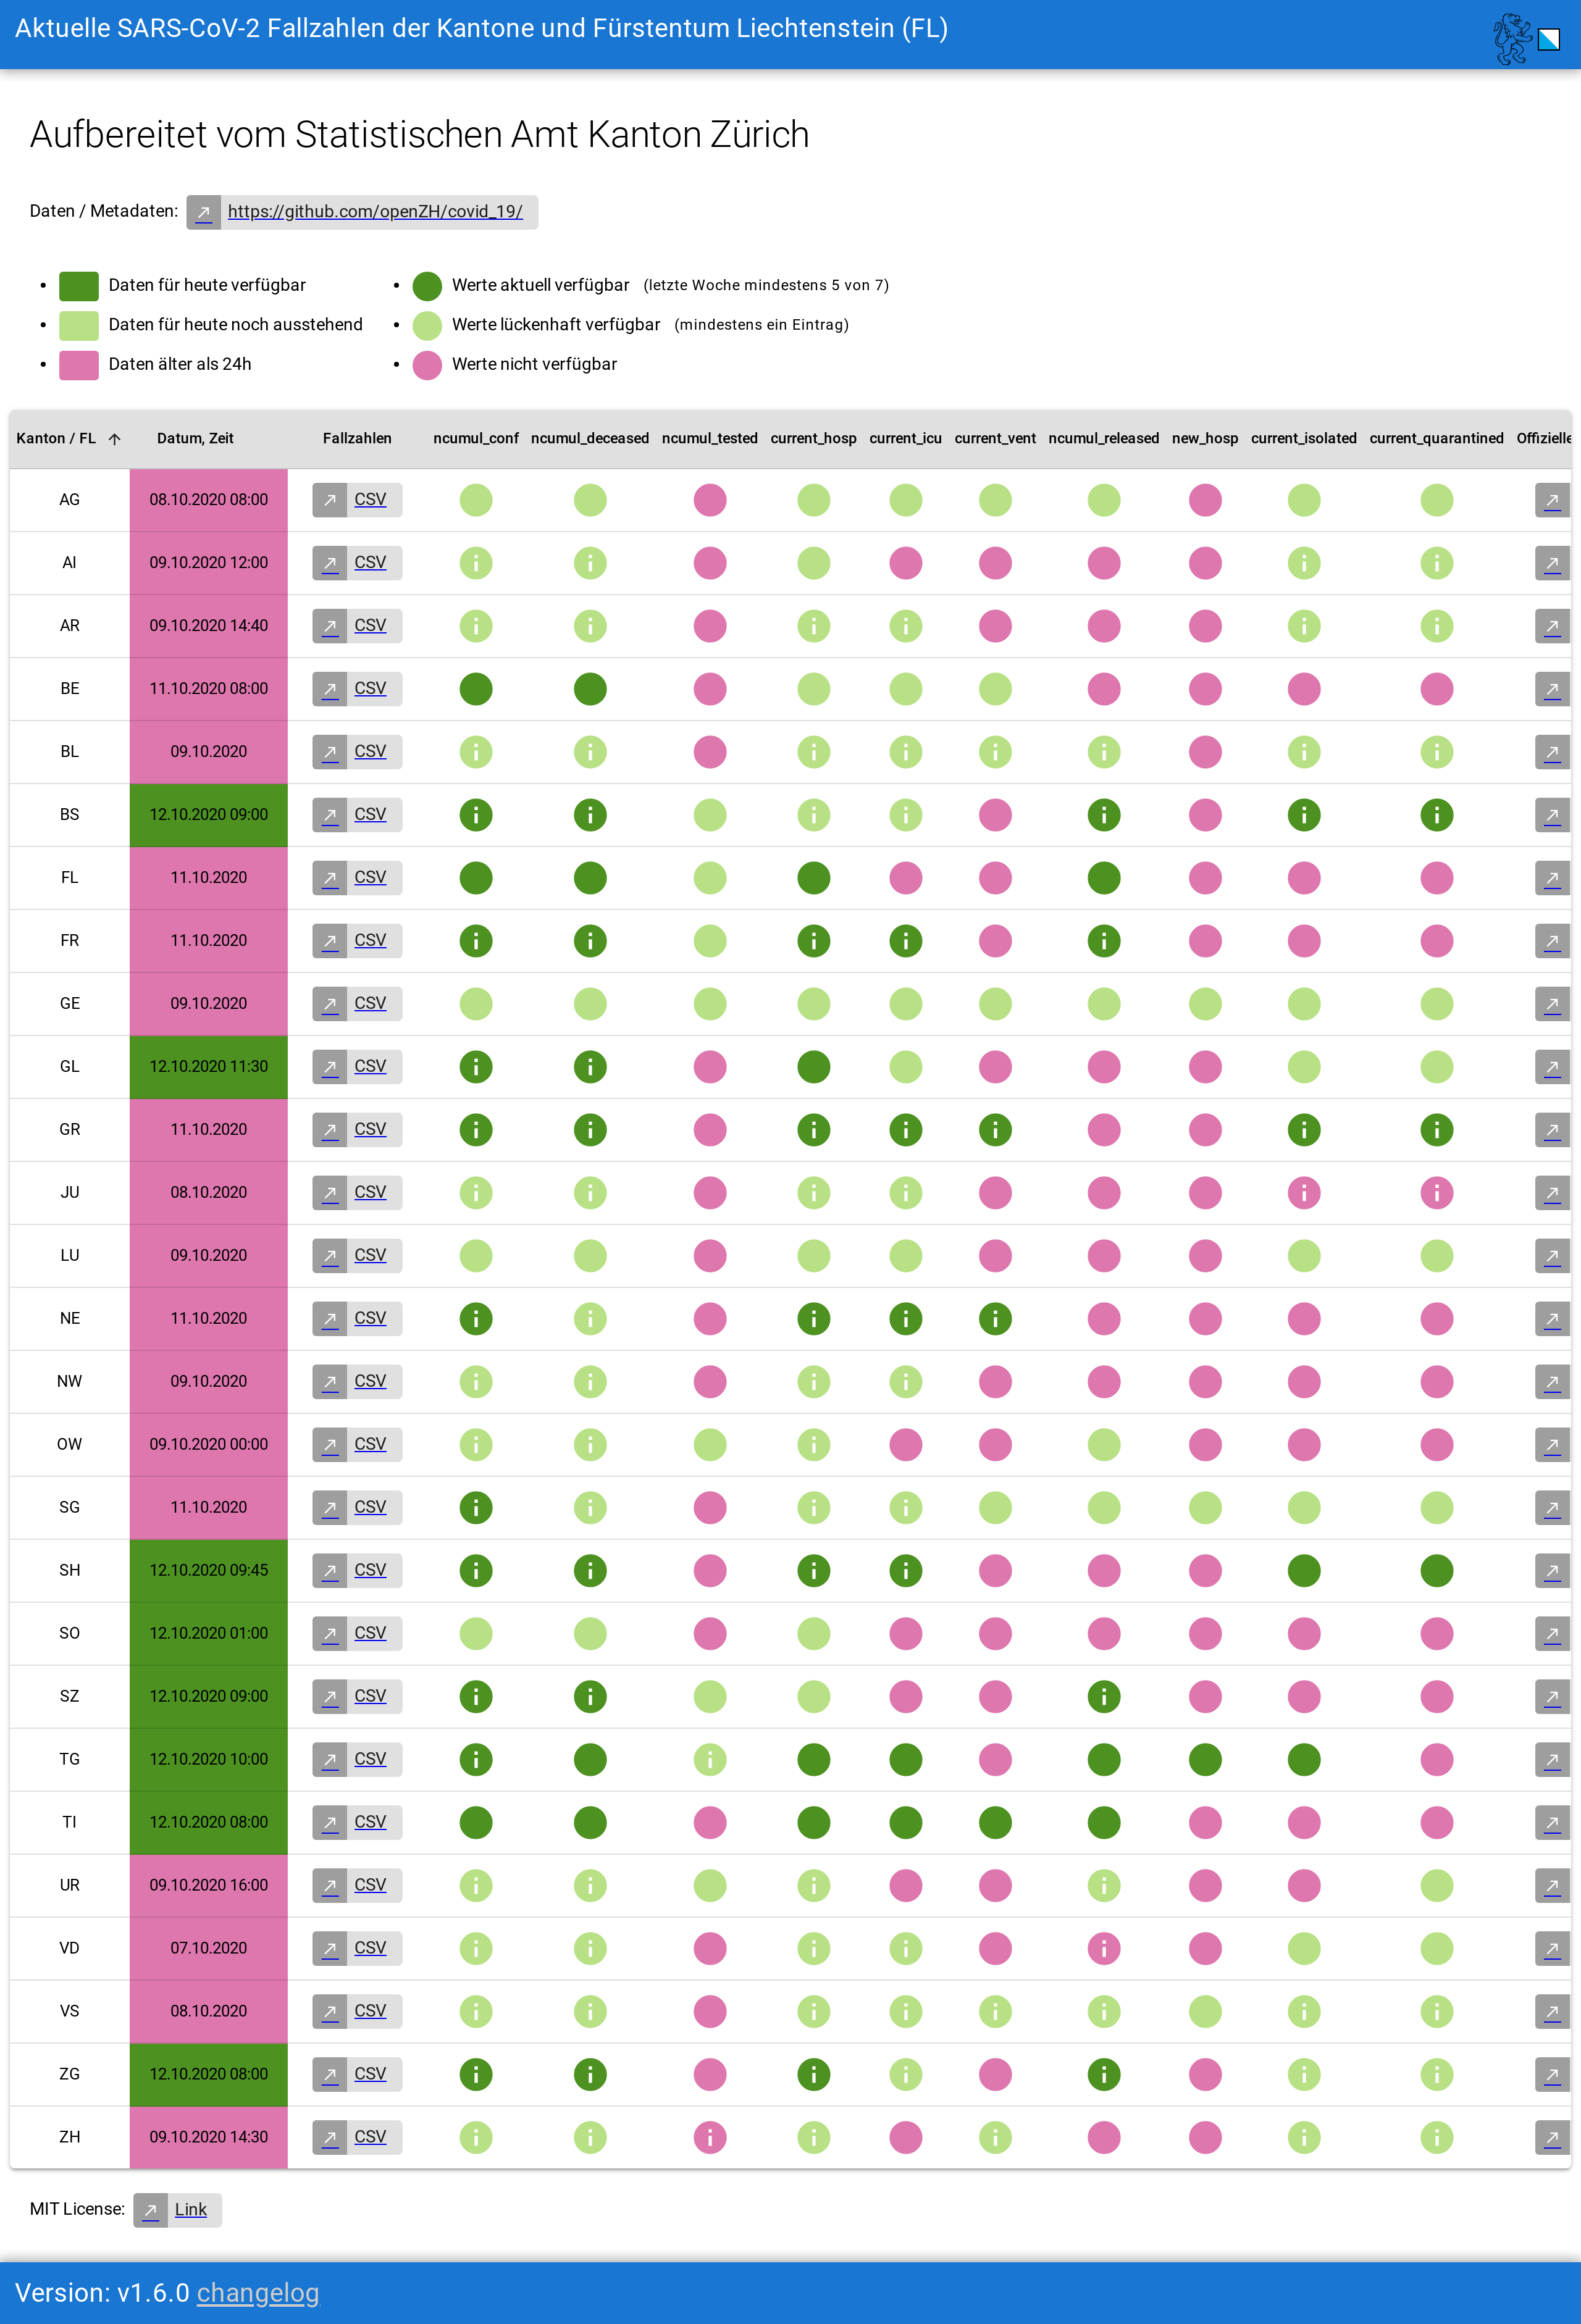 Aktuelle SARS-CoV-2 Fallzahlen der Kantone und Fürstentum Liechtenstein (FL)
Aufbereitet vom Statistischen Amt Kanton Zürich
Daten / Metadaten: https://github.com/openZH/covid_19/
Daten für heute verfügbar
Daten für heute noch ausstehend
Daten älter als 24h
Werte aktuell verfügbar (letzte Woche mindestens 5 von 7)
Werte lückenhaft verfügbar (mindestens ein Eintrag)
Werte nicht verfügbar
Kanton / FL Datum, Zeit Fallzahlen ncumul_conf ncumul_deceased ncumul_tested current_hosp current_icu current_vent ncumul_released new_hosp current_isolated current_quarantined Offizielle
AG 08.10.2020 08:00 CSV
AI 09.10.2020 12:00 CSV
AR 09.10.2020 14:40 CSV
BE 11.10.2020 08:00 CSV
BL 09.10.2020 CSV
BS 12.10.2020 09:00 CSV
FL 11.10.2020 CSV
FR 11.10.2020 CSV
GE 09.10.2020 CSV
GL 12.10.2020 11:30 CSV
GR 11.10.2020 CSV
JU 08.10.2020 CSV
LU 09.10.2020 CSV
NE 11.10.2020 CSV
NW 09.10.2020 CSV
OW 09.10.2020 00:00 CSV
SG 11.10.2020 CSV
SH 12.10.2020 09:45 CSV
SO 12.10.2020 01:00 CSV
SZ 12.10.2020 09:00 CSV
TG 12.10.2020 10:00 CSV
TI 12.10.2020 08:00 CSV
UR 09.10.2020 16:00 CSV
VD 07.10.2020 CSV
VS 08.10.2020 CSV
ZG 12.10.2020 08:00 CSV
ZH 09.10.2020 14:30 CSV
MIT License: Link
Version: v1.6.0 changelog